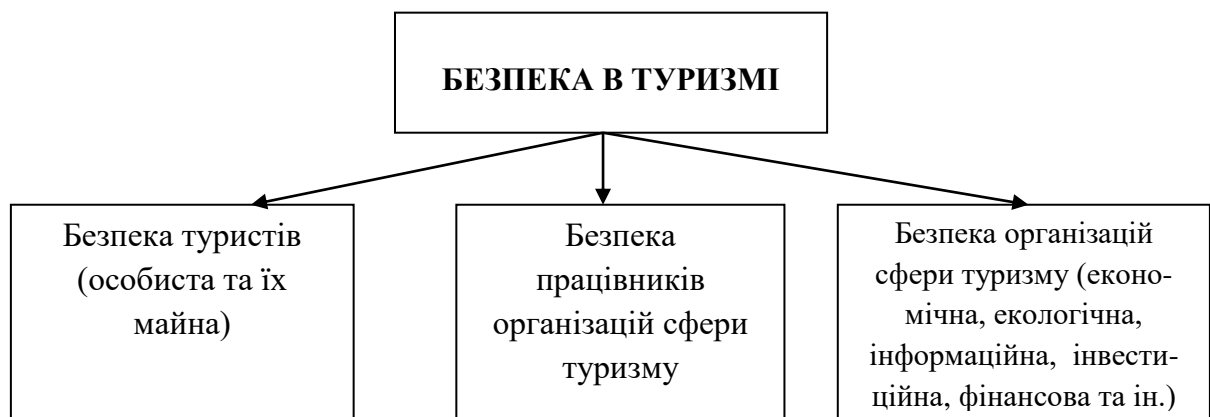 БЕЗПЕКА В ТУРИЗМІ
Безпека туристів
(особиста та їх
майна)
Безпека
працівників
організацій сфери
туризму
Безпека організацій
сфери туризму (еконо-
мічна, екологічна,
інформаційна, інвести-
ційна, фінансова та ін.)